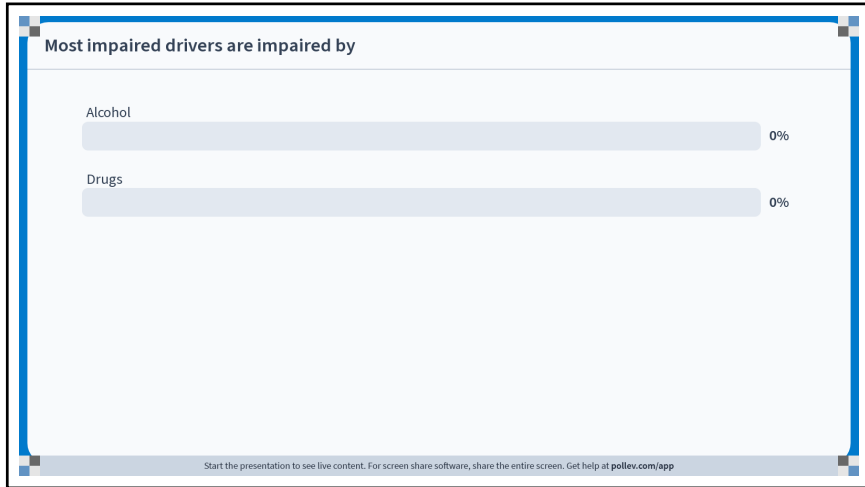 Most impaired drivers are impaired by
Alcohol
0%
Drugs
0%
Start the presentation to see live content. For screen share software, share the entire screen. Get help at pollev.com/app